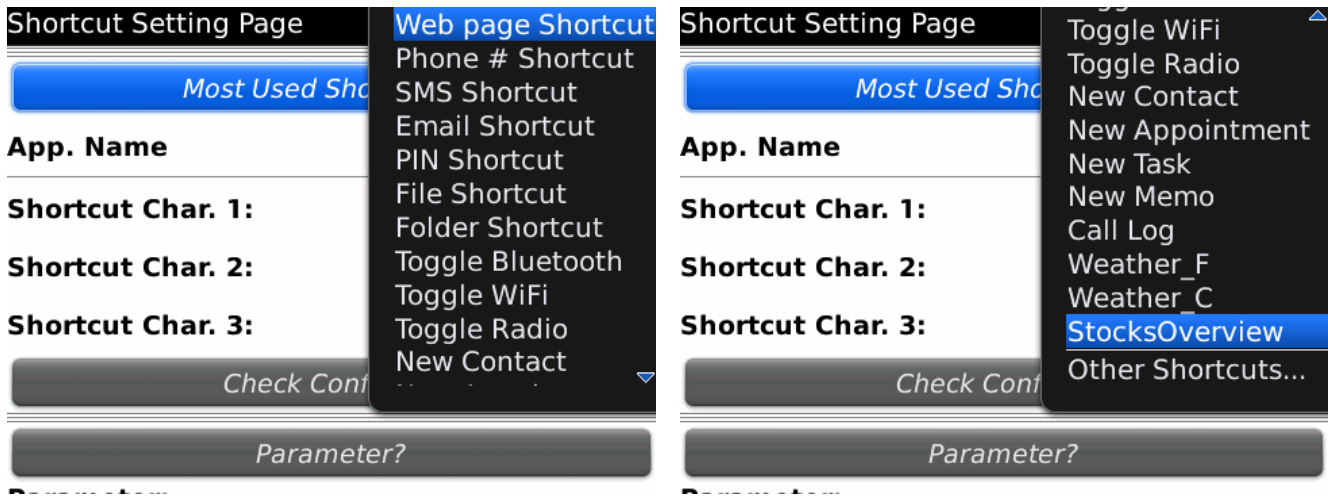 Shortcut Setting Page
Most Used Sho
App. Name
Shortcut Char. 1:
Shortcut Char. 2:
Shortcut Char. 3:
Check Conf
Parameter?
Web page Shortcut
Phone # Shortcut
SMS Shortcut
Email Shortcut
PIN Shortcut
File Shortcut
Folder Shortcut
Toggle Bluetooth
Toggle WiFi
Toggle Radio
New Contact
Shortcut Setting Page
Most Used Sho
App. Name
Shortcut Char. 1:
Shortcut Char. 2:
Shortcut Char. 3:
Check Conf
Parameter?
Toggle WiFi
Toggle Radio
New Contact
New Appointment
New Task
New Memo
Call Log
Weather_F
Weather_C
StocksOverview
Other Shortcuts...